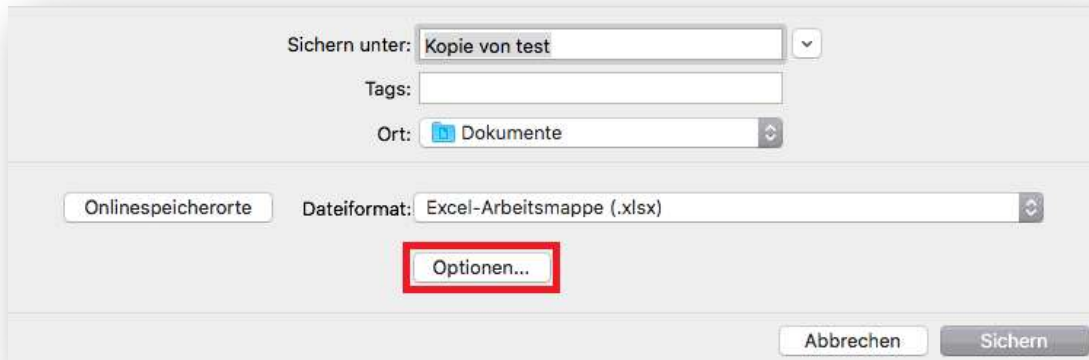 Sichern unter: Kopie von test
Tags:
Ort: Dokumente
Onlinespeicherorte Dateiformat: Excel-Arbeitsmappe (.xlsx)
Optionen...
Abbrechen Sichern